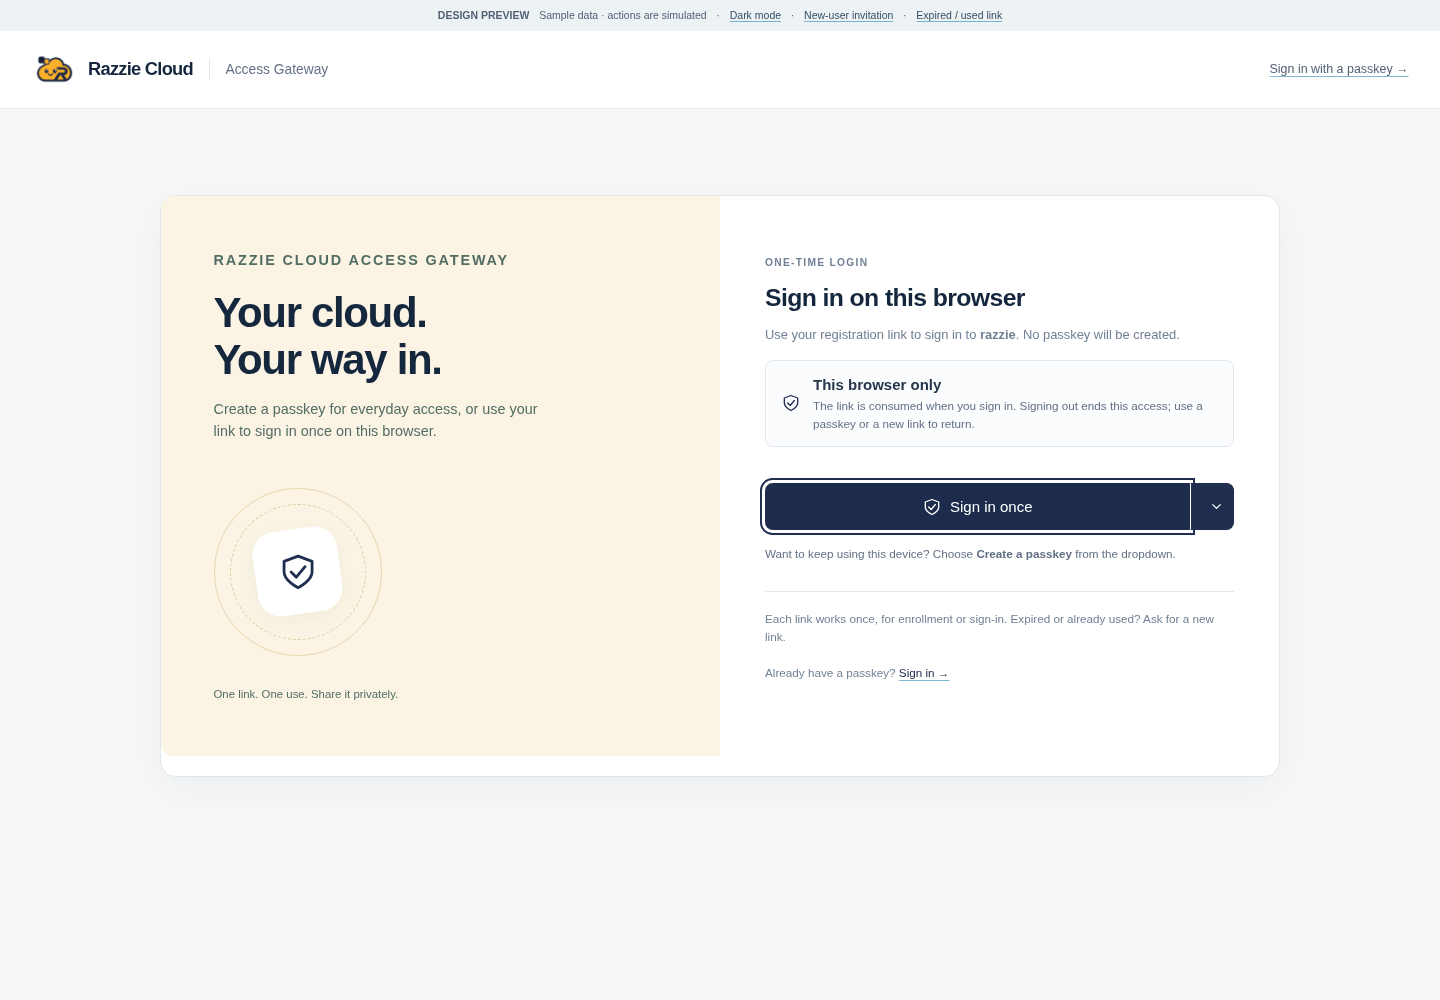 DESIGN PREVIEW Sample data · actions are simulated · Dark mode · New-user invitation · Expired / used link
Razzie Cloud Access Gateway Sign in with a passkey →
RAZZIE CLOUD ACCESS GATEWAY
Your cloud.
Your way in.
Create a passkey for everyday access, or use your
link to sign in once on this browser.
One link. One use. Share it privately.
ONE-TIME LOGIN
Sign in on this browser
Use your registration link to sign in to razzie. No passkey will be created.
This browser only
The link is consumed when you sign in. Signing out ends this access; use a
passkey or a new link to return.
Sign in once
Want to keep using this device? Choose Create a passkey from the dropdown.
Each link works once, for enrollment or sign-in. Expired or already used? Ask for a new
link.
Already have a passkey? Sign in →